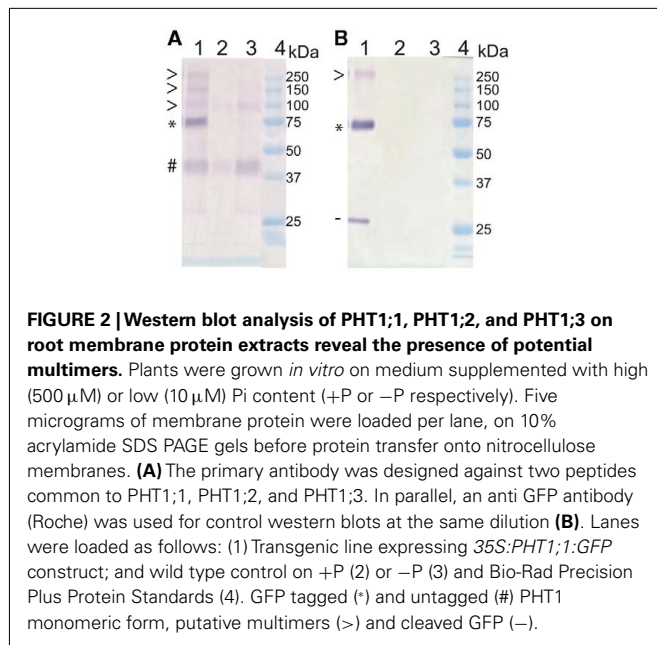 A 1 2 3 4 kDa B 1 2 3 4 kDa
> 250 > 250
> 150 150
> 100 100
* 75 * 75
50 50
# 37 37
25 - 25
FIGURE 2 | Western blot analysis of PHT1;1, PHT1;2, and PHT1;3 on
root membrane protein extracts reveal the presence of potential
multimers. Plants were grown in vitro on medium supplemented with high
(500 μM) or low (10 μM) Pi content (+P or −P respectively). Five
micrograms of membrane protein were loaded per lane, on 10%
acrylamide SDS PAGE gels before protein transfer onto nitrocellulose
membranes. (A) The primary antibody was designed against two peptides
common to PHT1;1, PHT1;2, and PHT1;3. In parallel, an anti GFP antibody
(Roche) was used for control western blots at the same dilution (B). Lanes
were loaded as follows: (1) Transgenic line expressing 35S:PHT1;1:GFP
construct; and wild type control on +P (2) or −P (3) and Bio-Rad Precision
Plus Protein Standards (4). GFP tagged (*) and untagged (#) PHT1
monomeric form, putative multimers (>) and cleaved GFP (−).